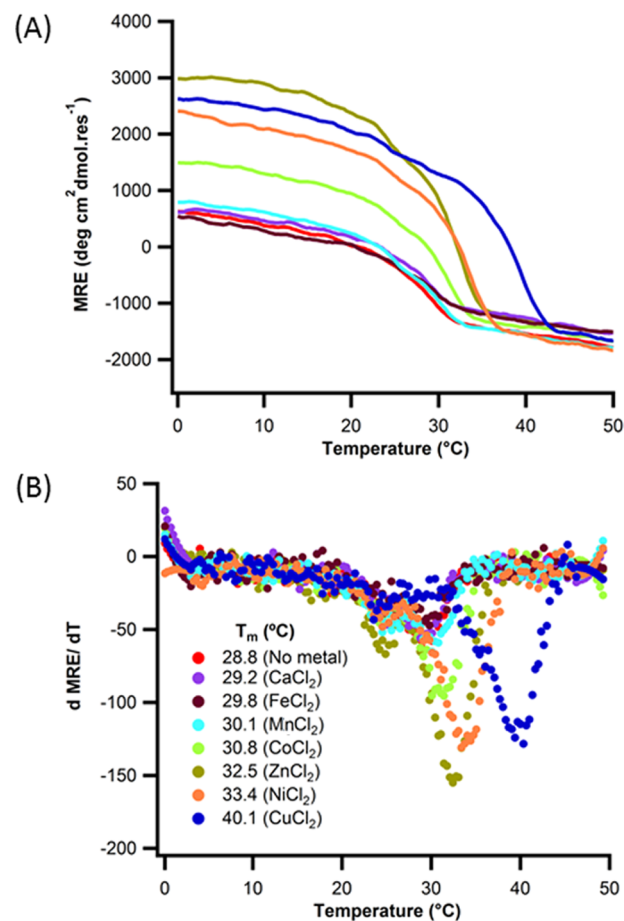 (A)
4000
3000
2000
1000
0
-1000
-2000
MRE (deg cm² dmol.res⁻¹)
0 10 20 30 40 50
Temperature (°C)
(B)
50
0
-50
-100
-150
-200
d MRE/ dT
Tₘ (ºC)
28.8 (No metal)
29.2 (CaCl₂)
29.8 (FeCl₂)
30.1 (MnCl₂)
30.8 (CoCl₂)
32.5 (ZnCl₂)
33.4 (NiCl₂)
40.1 (CuCl₂)
0 10 20 30 40 50
Temperature (°C)